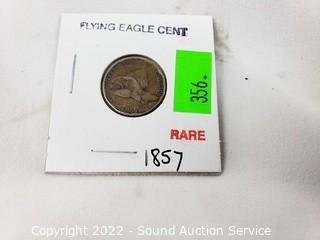 FLYING EAGLE CENT
356.
RARE
1857
Copyright 2022 - Sound Auction Service